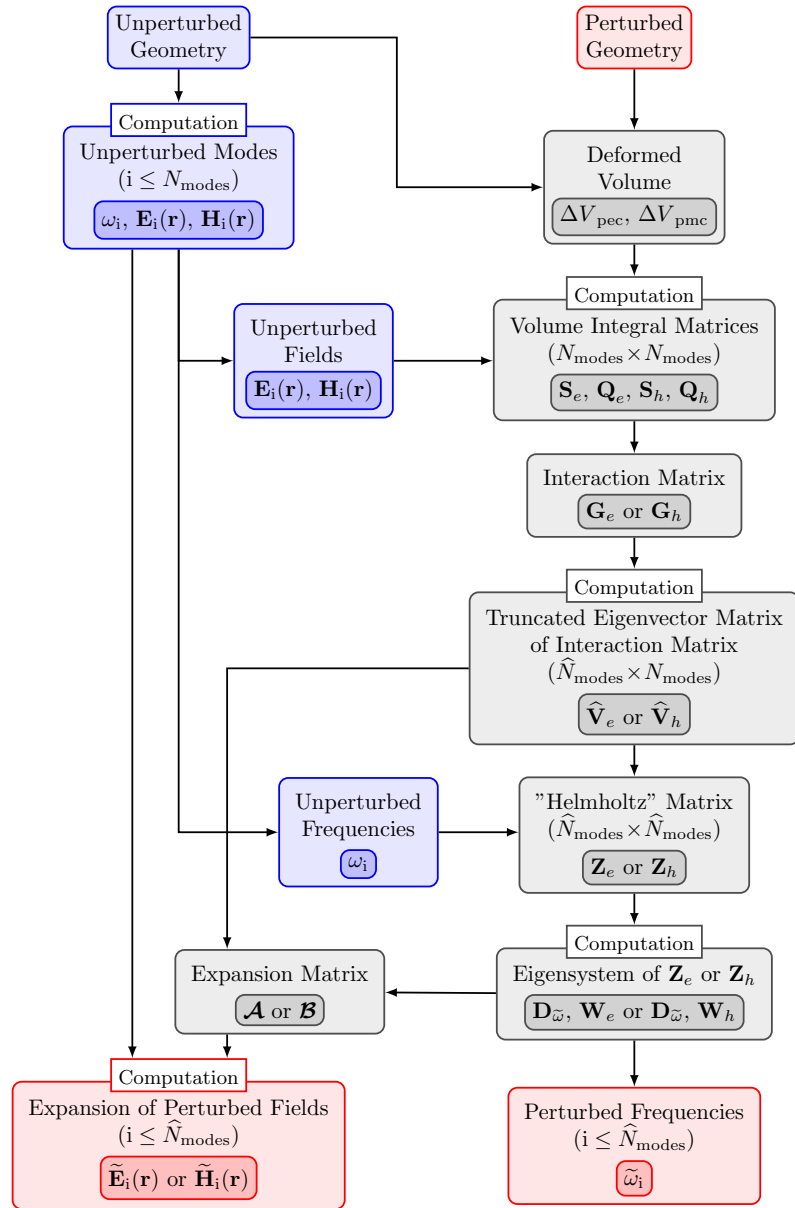 Unperturbed
Geometry
Perturbed
Geometry
Computation
Unperturbed Modes
(i ≤ N_modes)
ω_i, E_i(r), H_i(r)
Deformed
Volume
ΔV_pec, ΔV_pmc
Unperturbed
Fields
E_i(r), H_i(r)
Computation
Volume Integral Matrices
(N_modes×N_modes)
S_e, Q_e, S_h, Q_h
Interaction Matrix
G_e or G_h
Computation
Truncated Eigenvector Matrix
of Interaction Matrix
(N̂_modes×N_modes)
V̂_e or V̂_h
Unperturbed
Frequencies
ω_i
"Helmholtz" Matrix
(N̂_modes×N̂_modes)
Z_e or Z_h
Expansion Matrix
𝓐 or 𝓑
Computation
Eigensystem of Z_e or Z_h
D_ω̃, W_e or D_ω̃, W_h
Computation
Expansion of Perturbed Fields
(i ≤ N̂_modes)
Ẽ_i(r) or H̃_i(r)
Perturbed Frequencies
(i ≤ N̂_modes)
ω̃_i